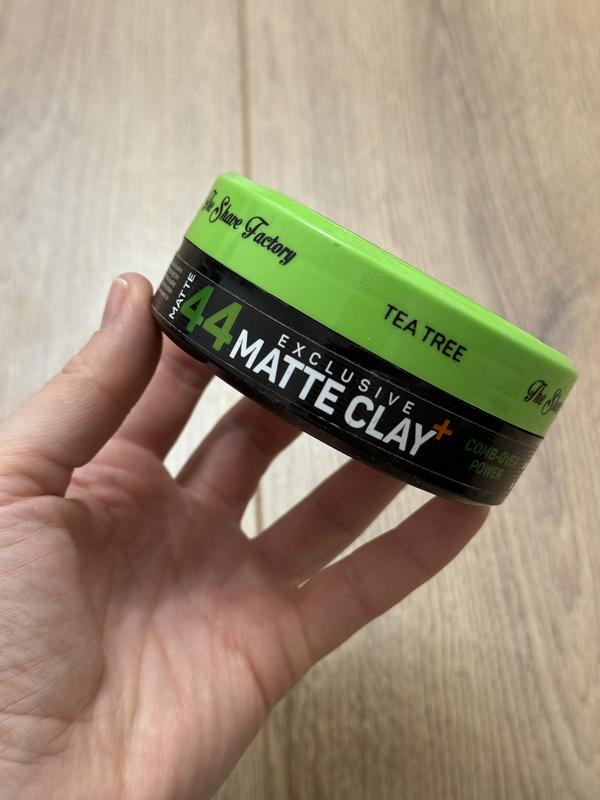 The Shave Factory
TEA TREE
The Shave
MATTE
44
EXCLUSIVE
MATTE CLAY+
COMB-OVER
POWER